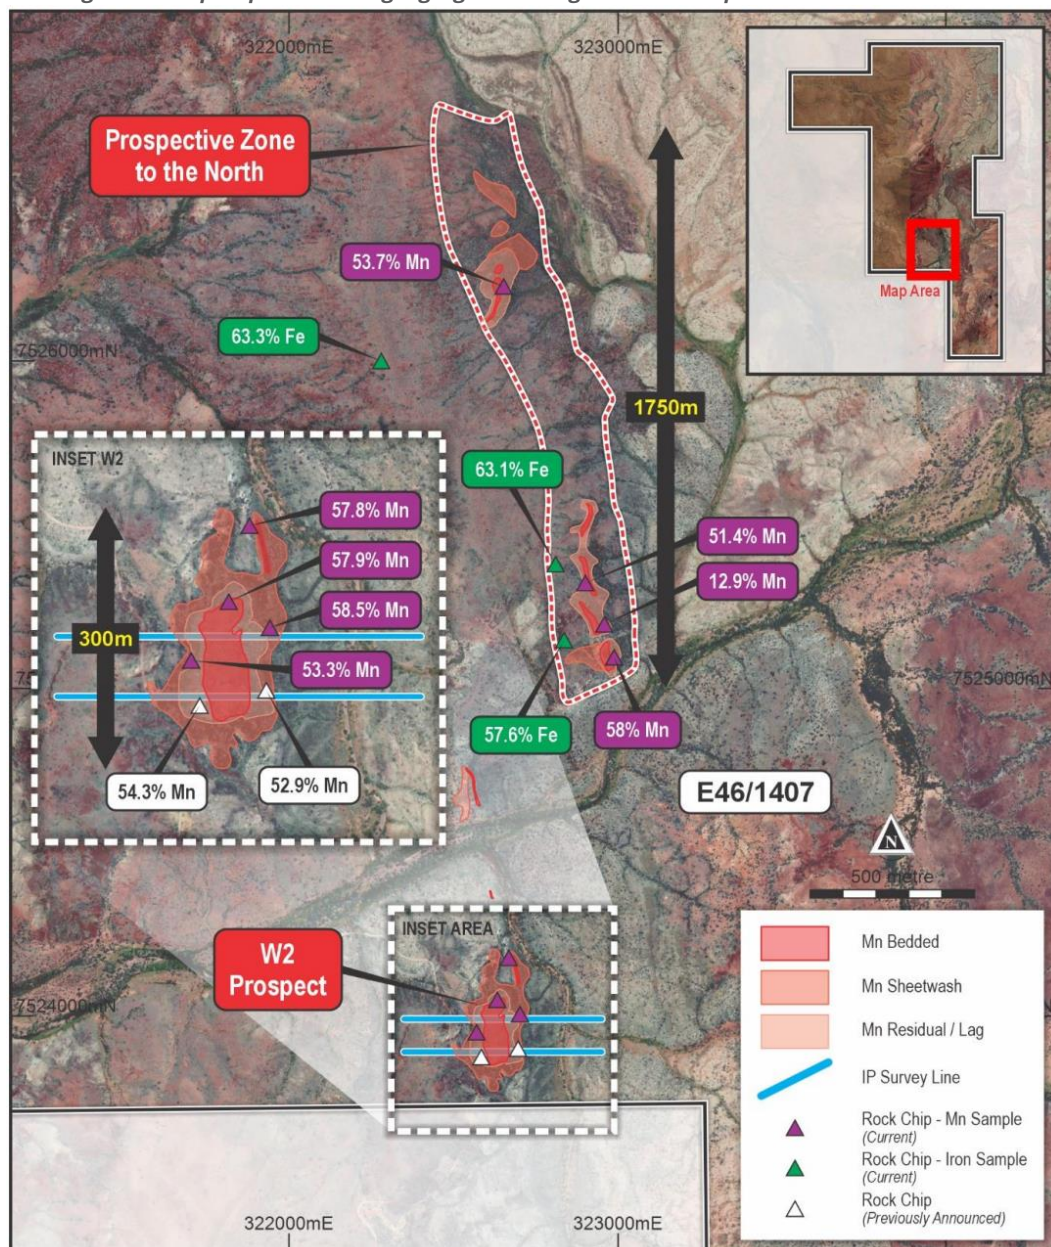 322000mE
323000mE
Prospective Zone
to the North
Map Area
53.7% Mn
63.3% Fe
7526000mN
1750m
63.1% Fe
INSET W2
57.8% Mn
57.9% Mn
58.5% Mn
300m
53.3% Mn
54.3% Mn
52.9% Mn
51.4% Mn
12.9% Mn
7525000mN
57.6% Fe
58% Mn
E46/1407
N
500 metre
INSET AREA
W2
Prospect
7524000mN
Mn Bedded
Mn Sheetwash
Mn Residual / Lag
IP Survey Line
Rock Chip - Mn Sample
(Current)
Rock Chip - Iron Sample
(Current)
Rock Chip
(Previously Announced)
322000mE
323000mE